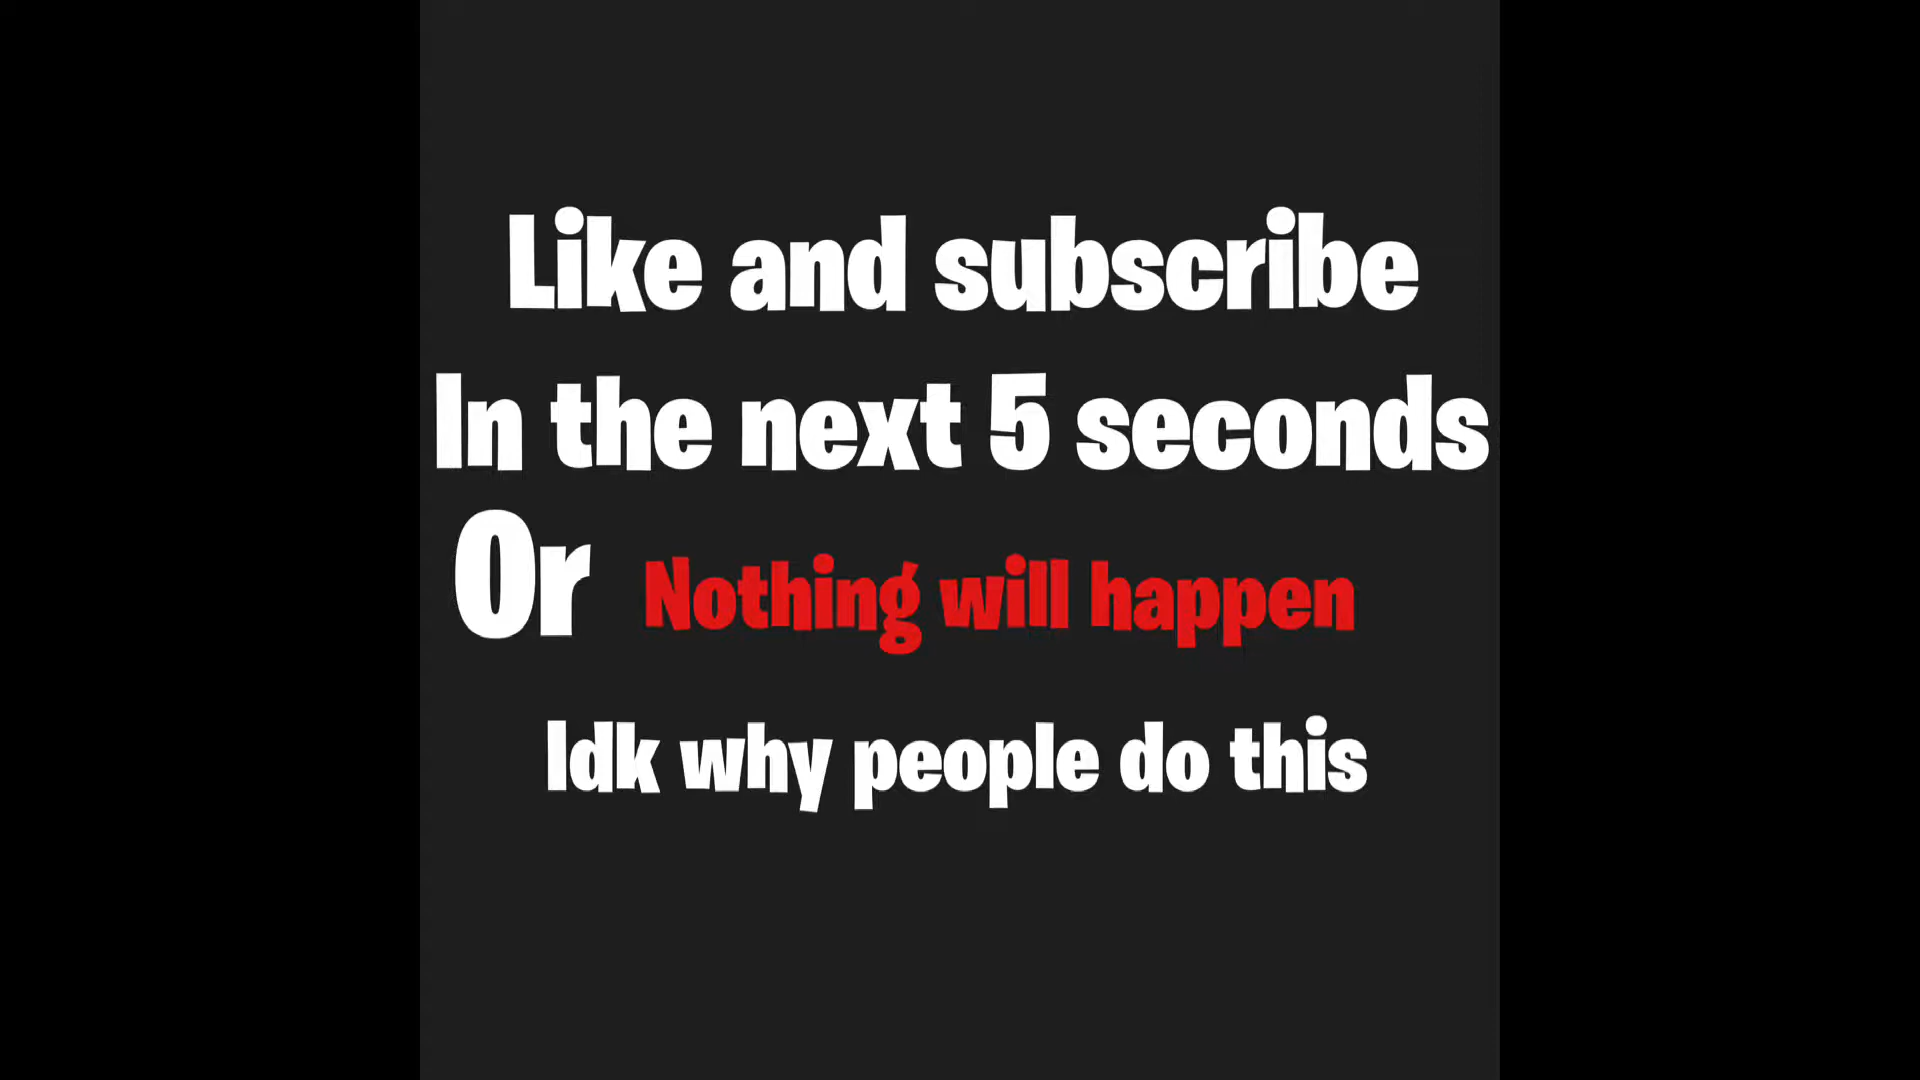 Like and subscribe
In the next 5 seconds
Or Nothing will happen
Idk why people do this